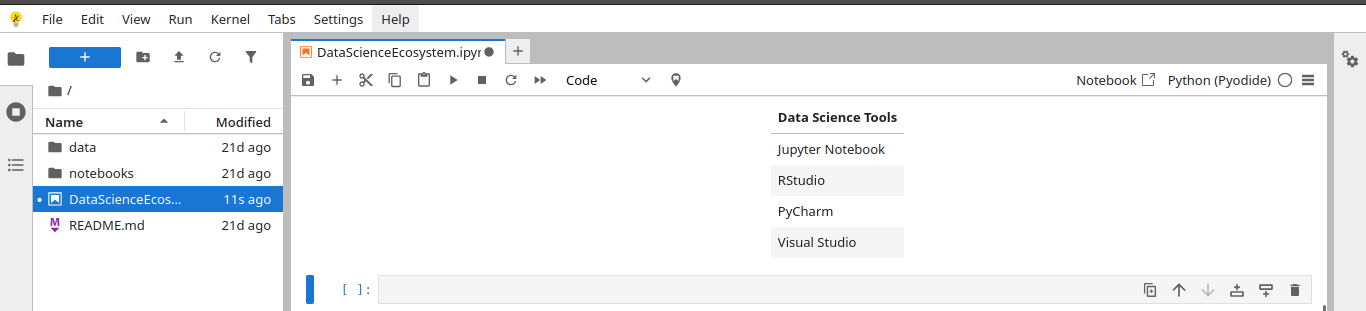 File Edit View Run Kernel Tabs Settings Help
+
/
Name Modified
data 21d ago
notebooks 21d ago
DataScienceEcos... 11s ago
README.md 21d ago
DataScienceEcosystem.ipyn
Code
Notebook
Python (Pyodide)
Data Science Tools
Jupyter Notebook
RStudio
PyCharm
Visual Studio
[ ]: